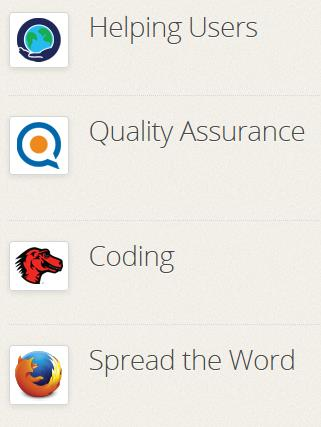 Helping Users
Quality Assurance
Coding
Spread the Word